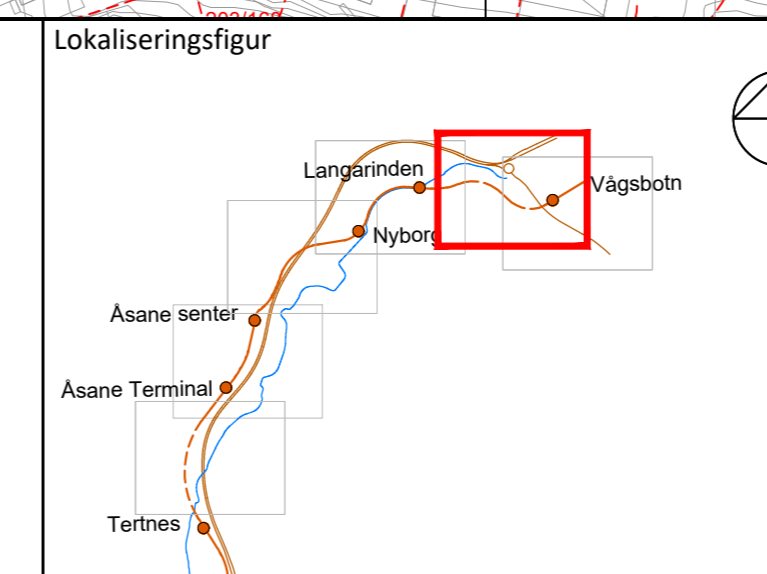 Lokaliseringsfigur
Langarinden
Vågsbotn
Nyborg
Åsane senter
Åsane Terminal
Tertnes